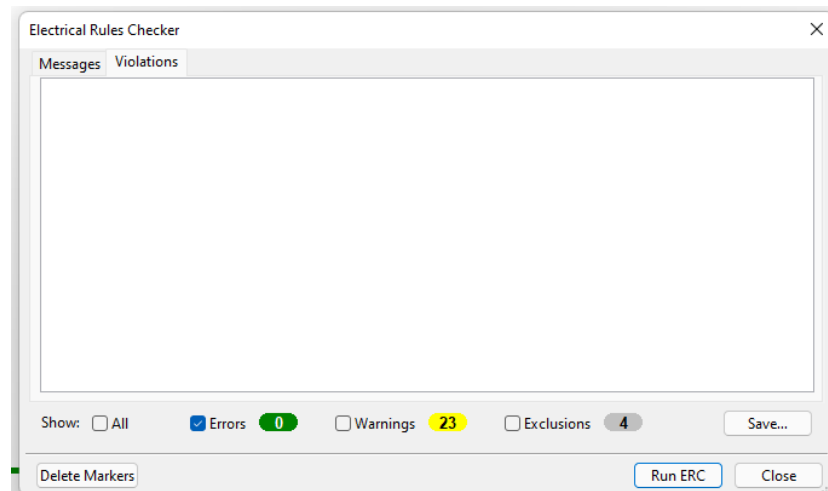 Electrical Rules Checker
Messages Violations
Show: All Errors 0 Warnings 23 Exclusions 4 Save...
Delete Markers Run ERC Close